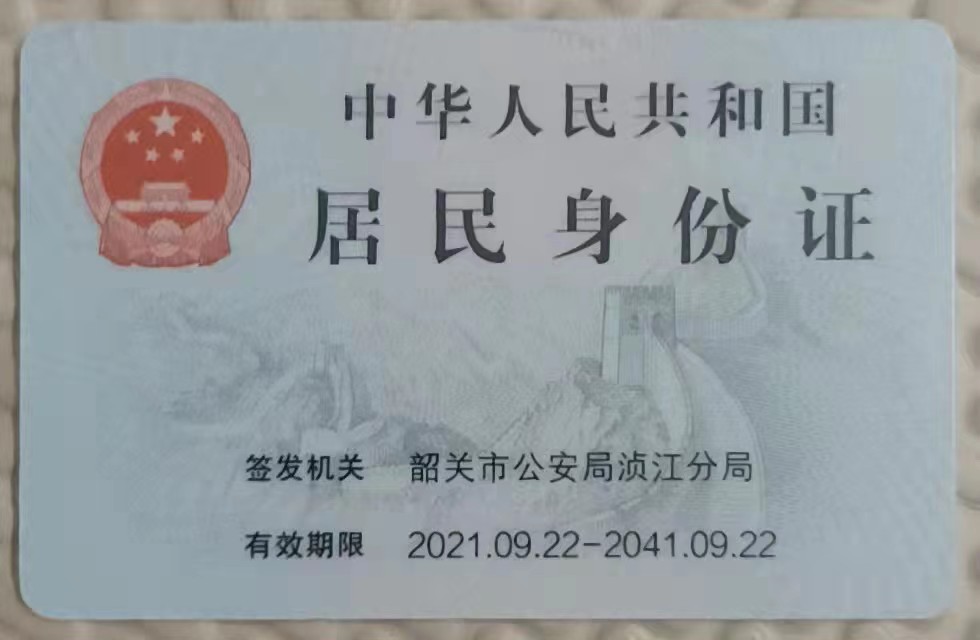 中华人民共和国
居民身份证
签发机关 韶关市公安局浈江分局
有效期限 2021.09.22-2041.09.22